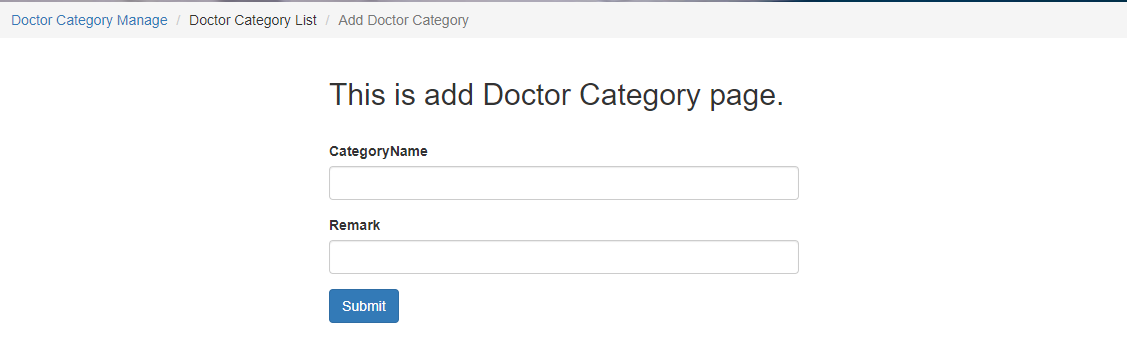 Doctor Category Manage / Doctor Category List / Add Doctor Category
This is add Doctor Category page.
CategoryName
Remark
Submit